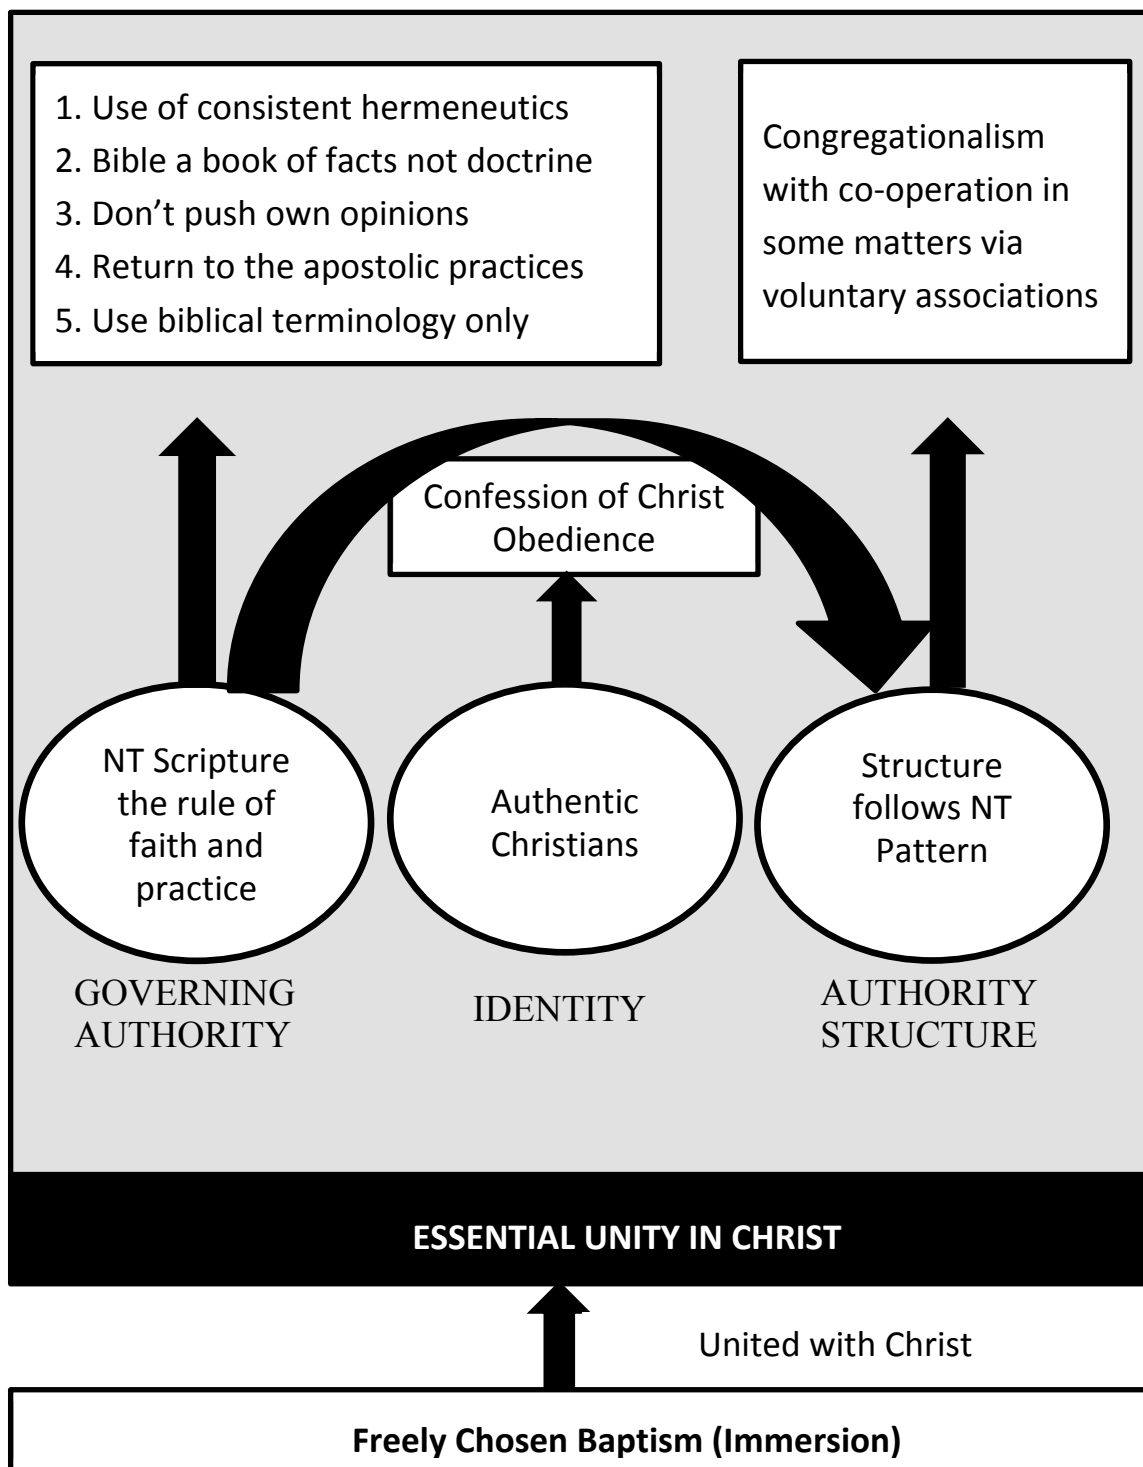 1. Use of consistent hermeneutics
2. Bible a book of facts not doctrine
3. Don’t push own opinions
4. Return to the apostolic practices
5. Use biblical terminology only
Congregationalism
with co-operation in
some matters via
voluntary associations
Confession of Christ
Obedience
NT Scripture
the rule of
faith and
practice
Authentic
Christians
Structure
follows NT
Pattern
GOVERNING
AUTHORITY
IDENTITY
AUTHORITY
STRUCTURE
ESSENTIAL UNITY IN CHRIST
United with Christ
Freely Chosen Baptism (Immersion)